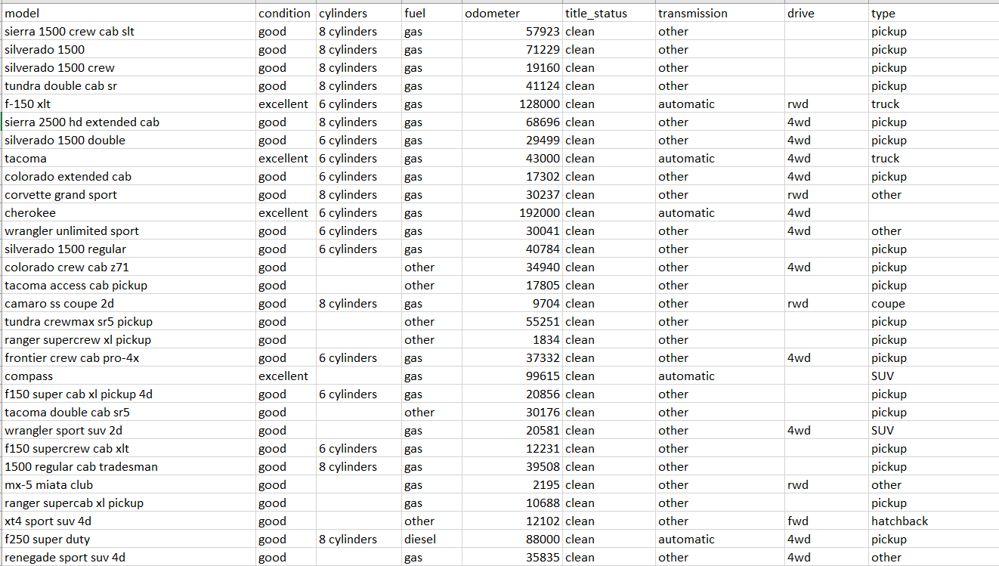 model condition cylinders fuel odometer title_status transmission drive type
sierra 1500 crew cab slt good 8 cylinders gas 57923 clean other pickup
silverado 1500 good 8 cylinders gas 71229 clean other pickup
silverado 1500 crew good 8 cylinders gas 19160 clean other pickup
tundra double cab sr good 8 cylinders gas 41124 clean other pickup
f-150 xlt excellent 6 cylinders gas 128000 clean automatic rwd truck
sierra 2500 hd extended cab good 8 cylinders gas 68696 clean other 4wd pickup
silverado 1500 double good 6 cylinders gas 29499 clean other 4wd pickup
tacoma excellent 6 cylinders gas 43000 clean automatic 4wd truck
colorado extended cab good 6 cylinders gas 17302 clean other 4wd pickup
corvette grand sport good 8 cylinders gas 30237 clean other rwd other
cherokee excellent 6 cylinders gas 192000 clean automatic 4wd
wrangler unlimited sport good 6 cylinders gas 30041 clean other 4wd other
silverado 1500 regular good 6 cylinders gas 40784 clean other pickup
colorado crew cab z71 good other 34940 clean other 4wd pickup
tacoma access cab pickup good other 17805 clean other pickup
camaro ss coupe 2d good 8 cylinders gas 9704 clean other rwd coupe
tundra crewmax sr5 pickup good other 55251 clean other pickup
ranger supercrew xl pickup good other 1834 clean other pickup
frontier crew cab pro-4x good 6 cylinders gas 37332 clean other 4wd pickup
compass excellent gas 99615 clean automatic SUV
f150 super cab xl pickup 4d good 6 cylinders gas 20856 clean other pickup
tacoma double cab sr5 good other 30176 clean other pickup
wrangler sport suv 2d good gas 20581 clean other 4wd SUV
f150 supercrew cab xlt good 6 cylinders gas 12231 clean other pickup
1500 regular cab tradesman good 8 cylinders gas 39508 clean other pickup
mx-5 miata club good gas 2195 clean other rwd other
ranger supercab xl pickup good gas 10688 clean other pickup
xt4 sport suv 4d good other 12102 clean other fwd hatchback
f250 super duty good 8 cylinders diesel 88000 clean automatic 4wd pickup
renegade sport suv 4d good gas 35835 clean other 4wd other